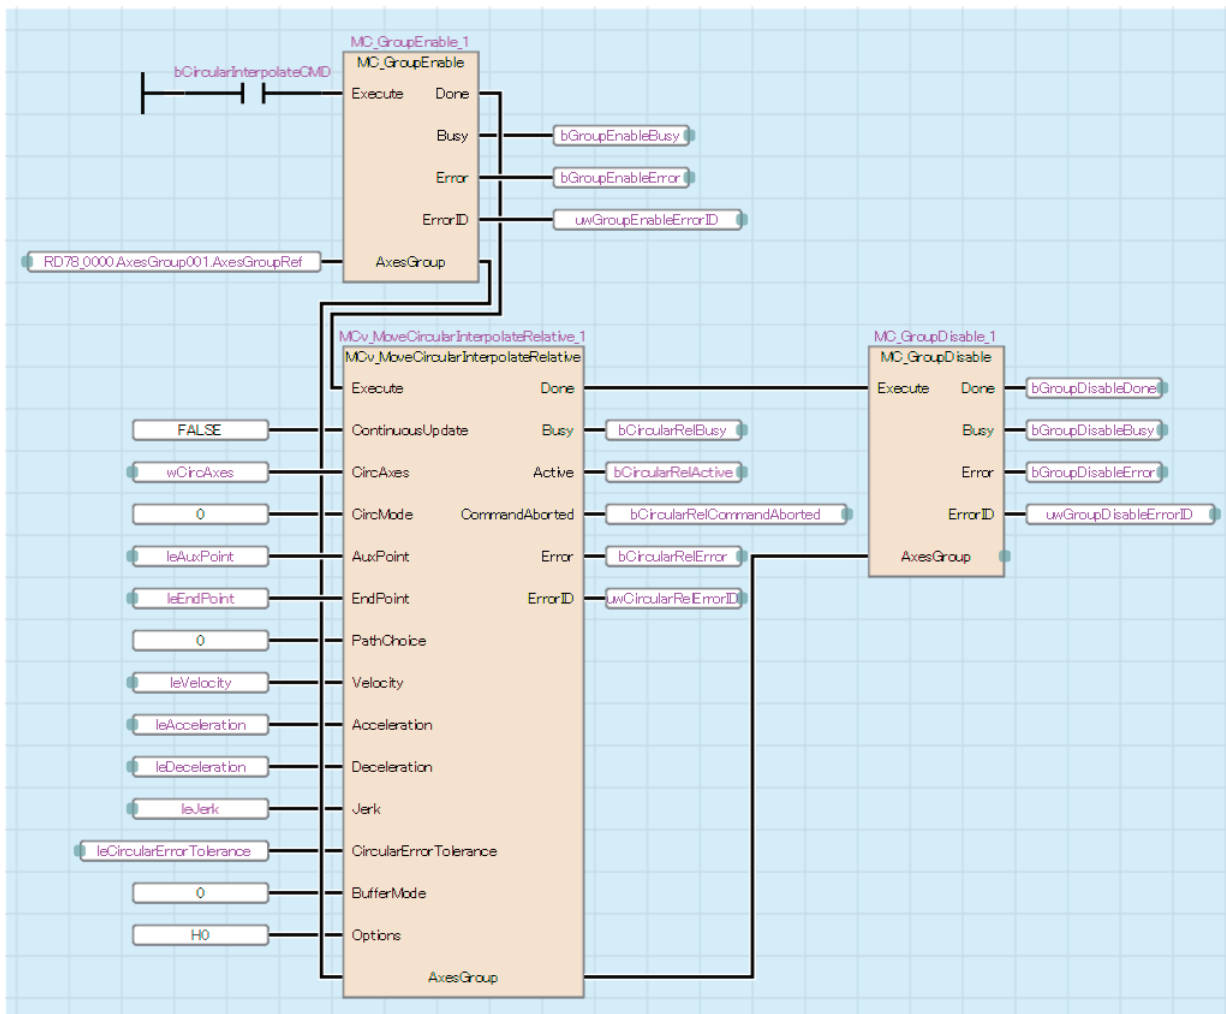 MC_GroupEnable_1
MC_GroupEnable
bCircularInterpolateCMD
Execute Done
Busy bGroupEnableBusy
Error bGroupEnableError
ErrorID uwGroupEnableErrorID
RD78_0000.AxesGroup001.AxesGroupRef AxesGroup
MCv_MoveCircularInterpolateRelative_1 MC_GroupDisable_1
MCv_MoveCircularInterpolateRelative MC_GroupDisable
Execute Done Execute Done bGroupDisableDone
FALSE ContinuousUpdate Busy bCircularRelBusy Busy bGroupDisableBusy
wCircAxes CircAxes Active bCircularRelActive Error bGroupDisableError
0 CircMode CommandAborted bCircularRelCommandAborted ErrorID uwGroupDisableErrorID
leAuxPoint AuxPoint Error bCircularRelError AxesGroup
leEndPoint EndPoint ErrorID uwCircularRelErrorID
0 PathChoice
leVelocity Velocity
leAcceleration Acceleration
leDeceleration Deceleration
leJerk Jerk
leCircularErrorTolerance CircularErrorTolerance
0 BufferMode
H0 Options
AxesGroup